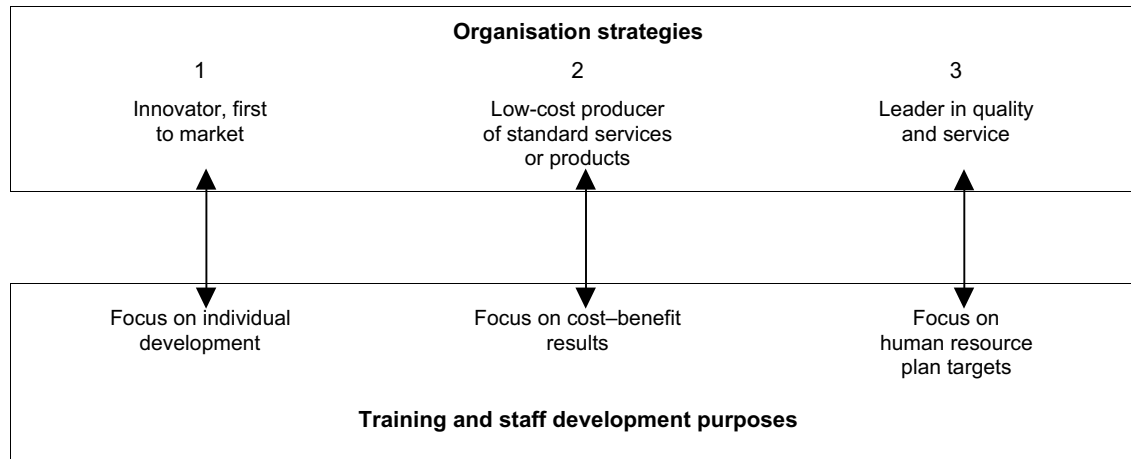 Organisation strategies
1
Innovator, first
to market
2
Low-cost producer
of standard services
or products
3
Leader in quality
and service
Focus on individual
development
Focus on cost–benefit
results
Focus on
human resource
plan targets
Training and staff development purposes